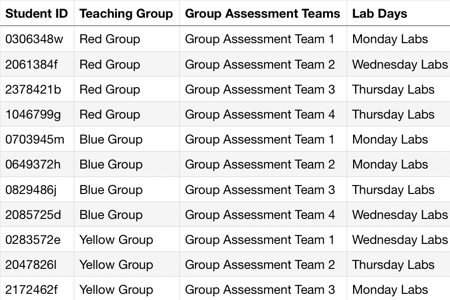 Student ID Teaching Group Group Assessment Teams Lab Days
0306348w Red Group Group Assessment Team 1 Monday Labs
2061384f Red Group Group Assessment Team 2 Wednesday Labs
2378421b Red Group Group Assessment Team 3 Thursday Labs
1046799g Red Group Group Assessment Team 4 Thursday Labs
0703945m Blue Group Group Assessment Team 1 Monday Labs
0649372h Blue Group Group Assessment Team 2 Monday Labs
0829486j Blue Group Group Assessment Team 3 Thursday Labs
2085725d Blue Group Group Assessment Team 4 Wednesday Labs
0283572e Yellow Group Group Assessment Team 1 Wednesday Labs
2047826l Yellow Group Group Assessment Team 2 Thursday Labs
2172462f Yellow Group Group Assessment Team 3 Monday Labs